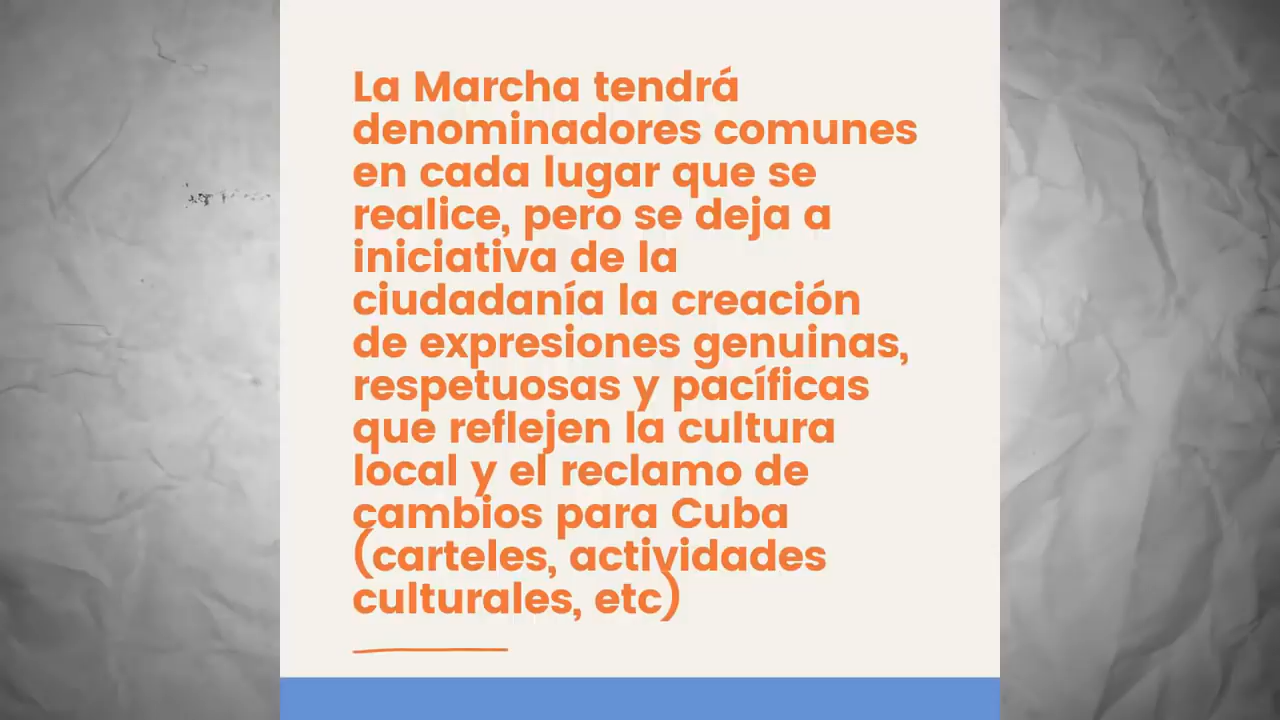 La Marcha tendrá
denominadores comunes
en cada lugar que se
realice, pero se deja a
iniciativa de la
ciudadanía la creación
de expresiones genuinas,
respetuosas y pacíficas
que reflejen la cultura
local y el reclamo de
cambios para Cuba
(carteles, actividades
culturales, etc)